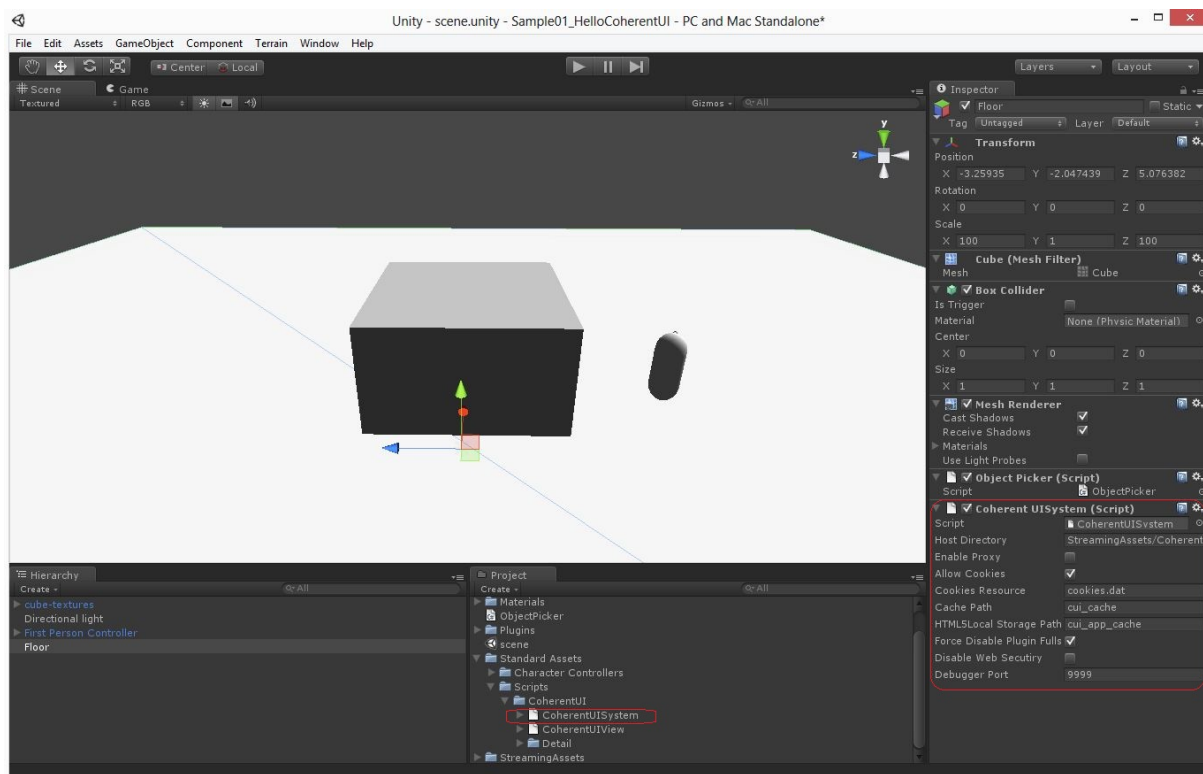 Unity - scene.unity - Sample01_HelloCoherentUI - PC and Mac Standalone*
File Edit Assets GameObject Component Terrain Window Help
Center Local
Layers Layout
Scene Game
Textured RGB Gizmos All
y
z
Inspector
Floor Static
Tag Untagged Layer Default
Transform
Position
X -3.25935 Y -2.047439 Z 5.076382
Rotation
X 0 Y 0 Z 0
Scale
X 100 Y 1 Z 100
Cube (Mesh Filter)
Mesh Cube
Box Collider
Is Trigger
Material None (Physic Material)
Center
X 0 Y 0 Z 0
Size
X 1 Y 1 Z 1
Mesh Renderer
Cast Shadows
Receive Shadows
Materials
Use Light Probes
Object Picker (Script)
Script ObjectPicker
Coherent UISystem (Script)
Script CoherentUISystem
Host Directory StreamingAssets/Coherent
Enable Proxy
Allow Cookies
Cookies Resource cookies.dat
Cache Path cui_cache
HTML5Local Storage Path cui_app_cache
Force Disable Plugin Fulls
Disable Web Secutiry
Debugger Port 9999
Hierarchy
Create All
cube-textures
Directional light
First Person Controller
Floor
Project
Create All
Materials
ObjectPicker
Plugins
scene
Standard Assets
Character Controllers
Scripts
CoherentUI
CoherentUISystem
CoherentUIView
Detail
StreamingAssets